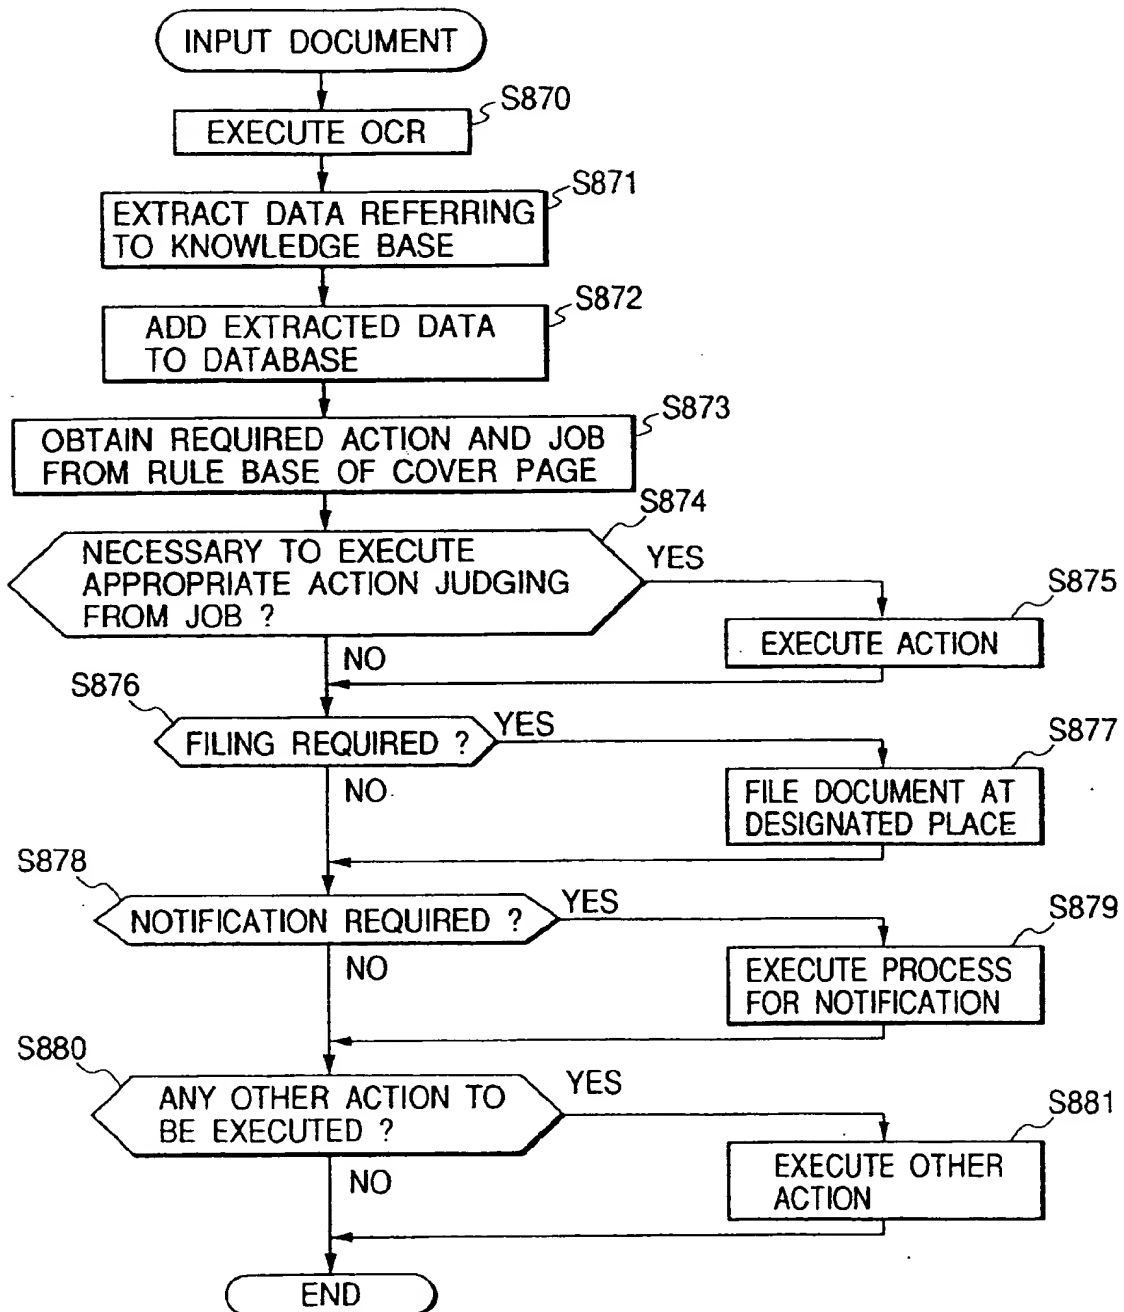 INPUT DOCUMENT
S870
EXECUTE OCR
S871
EXTRACT DATA REFERRING
TO KNOWLEDGE BASE
S872
ADD EXTRACTED DATA
TO DATABASE
S873
OBTAIN REQUIRED ACTION AND JOB
FROM RULE BASE OF COVER PAGE
S874
NECESSARY TO EXECUTE
APPROPRIATE ACTION JUDGING
FROM JOB ?
YES
S875
EXECUTE ACTION
NO
S876
FILING REQUIRED ?
YES
S877
FILE DOCUMENT AT
DESIGNATED PLACE
NO
S878
NOTIFICATION REQUIRED ?
YES
S879
EXECUTE PROCESS
FOR NOTIFICATION
NO
S880
ANY OTHER ACTION TO
BE EXECUTED ?
YES
S881
EXECUTE OTHER
ACTION
NO
END